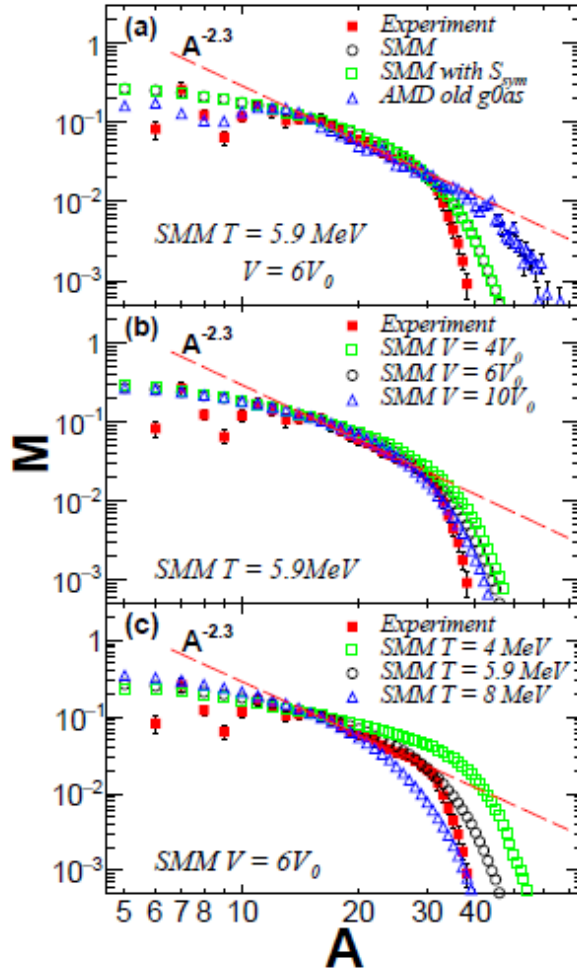 (a)
A^-2.3
Experiment
SMM
SMM with S_sym
AMD old g0as
1
10^-1
10^-2
10^-3
SMM T = 5.9 MeV
V = 6V_0
(b)
A^-2.3
Experiment
SMM V = 4V_0
SMM V = 6V_0
SMM V = 10V_0
1
10^-1
10^-2
10^-3
M
SMM T = 5.9MeV
(c)
A^-2.3
Experiment
SMM T = 4 MeV
SMM T = 5.9 MeV
SMM T = 8 MeV
1
10^-1
10^-2
10^-3
SMM V = 6V_0
5 6 7 8 10 20 30 40
A